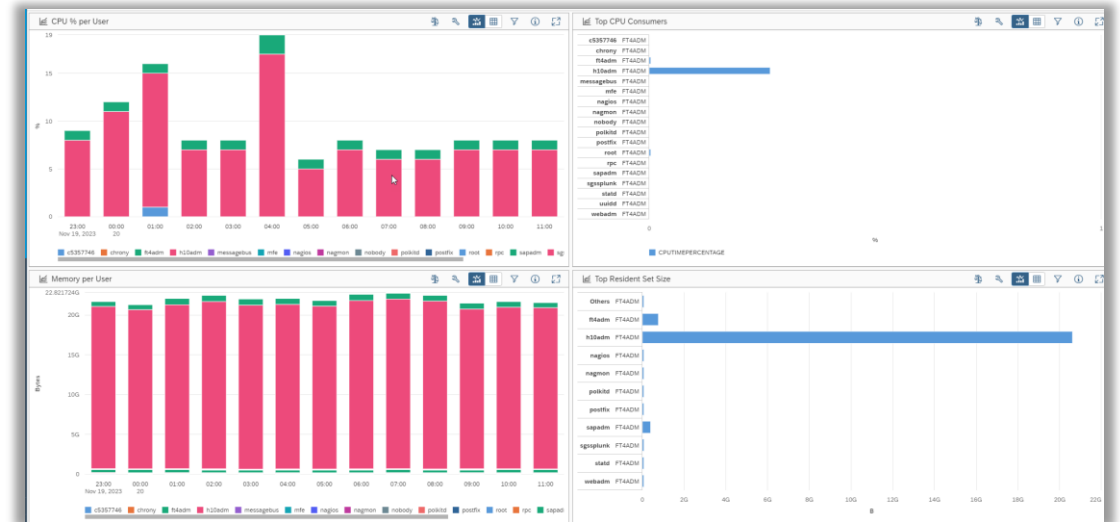 CPU % per User
19
15
10
5
0
%
23:00 00:00 01:00 02:00 03:00 04:00 05:00 06:00 07:00 08:00 09:00 10:00 11:00
Nov 19, 2023 20
c5357746 chrony ft4adm h10adm messagebus mfe nagios nagmon nobody polkitd postfix root rpc sapadm sg
Top CPU Consumers
c5357746 FT4ADM
chrony FT4ADM
ft4adm FT4ADM
h10adm FT4ADM
messagebus FT4ADM
mfe FT4ADM
nagios FT4ADM
nagmon FT4ADM
nobody FT4ADM
polkitd FT4ADM
postfix FT4ADM
root FT4ADM
rpc FT4ADM
sapadm FT4ADM
sgssplunk FT4ADM
statd FT4ADM
uuidd FT4ADM
webadm FT4ADM
0 1
%
CPUTIMEPERCENTAGE
Memory per User
22.821724G
20G
15G
10G
5G
0
Bytes
23:00 00:00 01:00 02:00 03:00 04:00 05:00 06:00 07:00 08:00 09:00 10:00 11:00
Nov 19, 2023 20
c5357746 chrony ft4adm h10adm messagebus mfe nagios nagmon nobody polkitd postfix root rpc sapad
Top Resident Set Size
Others FT4ADM
ft4adm FT4ADM
h10adm FT4ADM
nagios FT4ADM
nagmon FT4ADM
polkitd FT4ADM
postfix FT4ADM
sapadm FT4ADM
sgssplunk FT4ADM
statd FT4ADM
webadm FT4ADM
0 2G 4G 6G 8G 10G 12G 14G 16G 18G 20G 22G
B